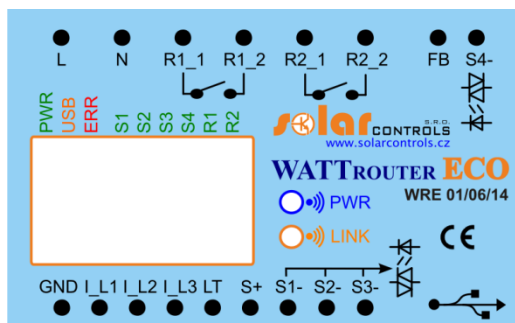 L N R1_1 R1_2 R2_1 R2_2 FB S4-
PWR USB ERR S1 S2 S3 S4 R1 R2
solar
CONTROLS S.R.O.
www.solarcontrols.cz
WATTROUTER ECO
WRE 01/06/14
PWR
LINK
CE
GND I_L1 I_L2 I_L3 LT S+ S1- S2- S3-